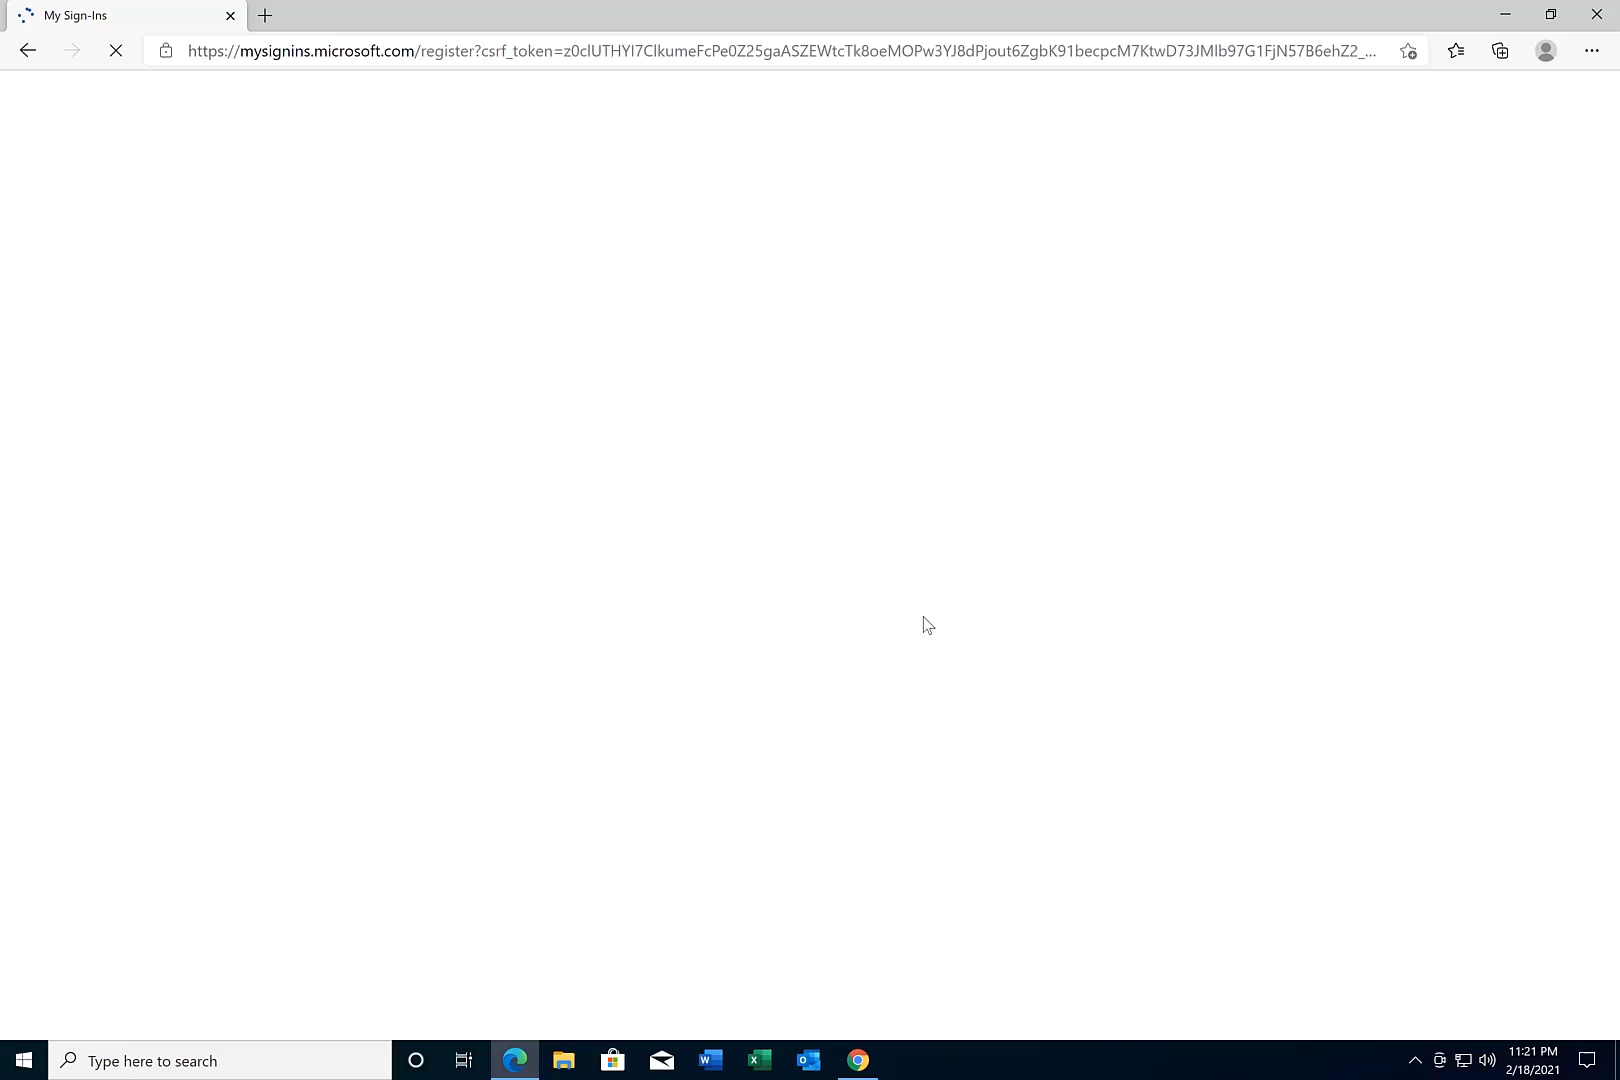 My Sign-Ins
https://mysignins.microsoft.com/register?csrf_token=z0clUTHYI7ClkumeFcPe0Z25gaASZEWtcTk8oeMOPw3YJ8dPjout6ZgbK91becpcM7KtwD73JMlb97G1FjN57B6ehZ2_...
Type here to search
11:21 PM
2/18/2021